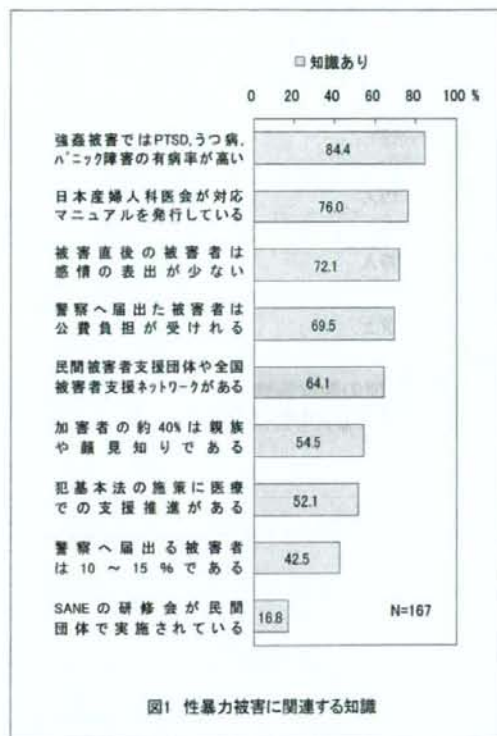 知識あり
0 20 40 60 80 100 %
強姦被害ではPTSD,うつ病,
パニック障害の有病率が高い
84.4
日本産婦人科医会が対応
マニュアルを発行している
76.0
被害直後の被害者は
感情の表出が少ない
72.1
警察へ届出た被害者は
公費負担が受けれる
69.5
民間被害者支援団体や全国
被害者支援ネットワークがある
64.1
加害者の約40%は親族
や顔見知りである
54.5
犯基本法の施策に医療
での支援推進がある
52.1
警察へ届出る被害者
は10～15%である
42.5
SANEの研修会が民間
団体で実施されている
16.8
N=167
図1 性暴力被害に関連する知識